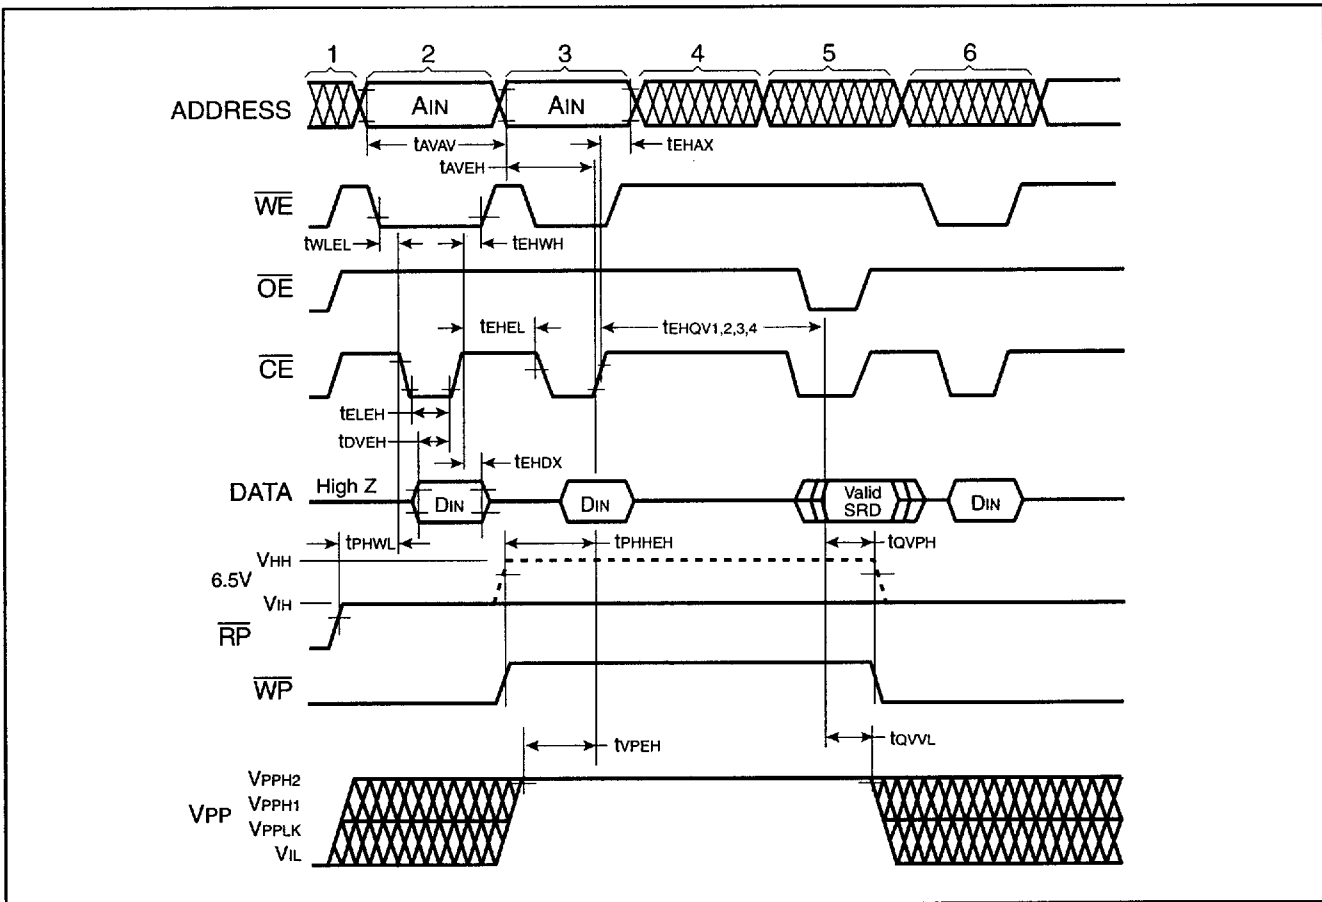 1 2 3 4 5 6
ADDRESS AIN AIN
tAVAV tEHAX
tAVEH
WE
tWLEL tEHWH
OE
tEHEL tEHQV1,2,3,4
CE
tELEH
tDVEH
tEHDX
DATA High Z DIN DIN Valid SRD DIN
tPHWL tPHHEH tQVPH
VHH
6.5V
VIH
RP
WP
tVPEH tQVVL
VPPH2
VPP VPPH1
VPPLK
VIL